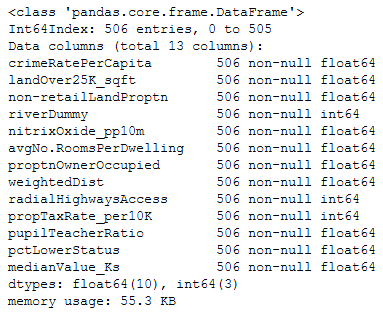 <class 'pandas.core.frame.DataFrame'>
Int64Index: 506 entries, 0 to 505
Data columns (total 13 columns):
crimeRatePerCapita 506 non-null float64
landOver25K_sqft 506 non-null float64
non-retailLandProptn 506 non-null float64
riverDummy 506 non-null int64
nitrixOxide_pp10m 506 non-null float64
avgNo.RoomsPerDwelling 506 non-null float64
proptnOwnerOccupied 506 non-null float64
weightedDist 506 non-null float64
radialHighwaysAccess 506 non-null int64
propTaxRate_per10K 506 non-null int64
pupilTeacherRatio 506 non-null float64
pctLowerStatus 506 non-null float64
medianValue_Ks 506 non-null float64
dtypes: float64(10), int64(3)
memory usage: 55.3 KB